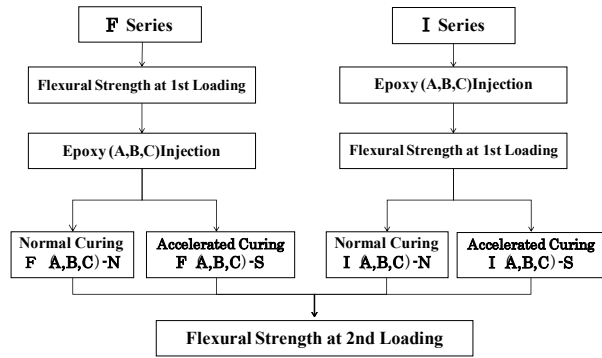 F Series
I Series
Flexural Strength at 1st Loading
Epoxy (A,B,C)Injection
Epoxy (A,B,C)Injection
Flexural Strength at 1st Loading
Normal Curing
F (A,B,C)-N
Accelerated Curing
F (A,B,C)-S
Normal Curing
I (A,B,C)-N
Accelerated Curing
I (A,B,C)-S
Flexural Strength at 2nd Loading